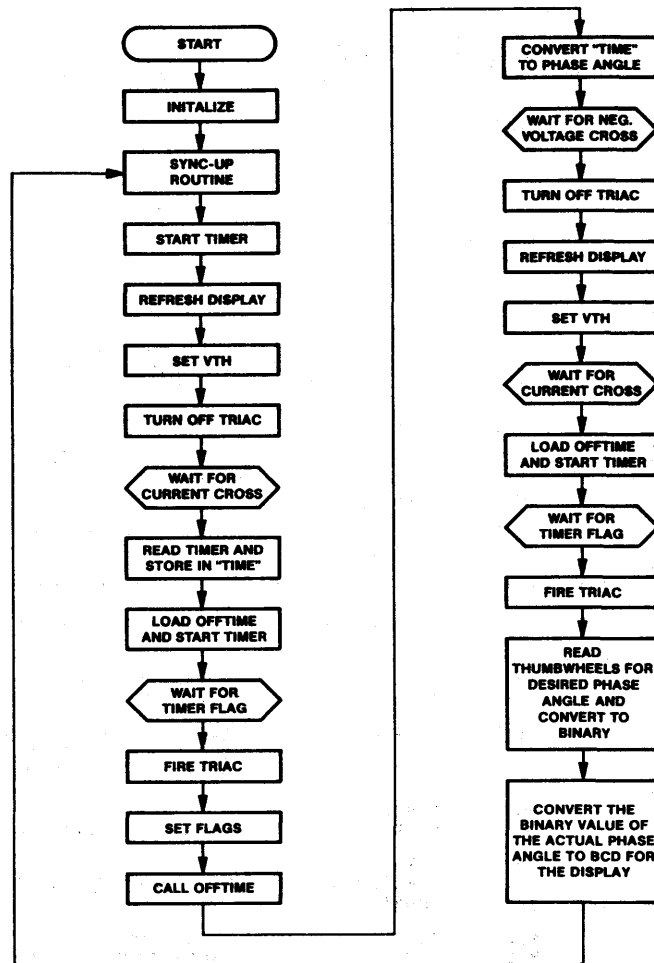 START
INITALIZE
SYNC-UP
ROUTINE
START TIMER
REFRESH DISPLAY
SET VTH
TURN OFF TRIAC
WAIT FOR
CURRENT CROSS
READ TIMER AND
STORE IN "TIME"
LOAD OFFTIME
AND START TIMER
WAIT FOR
TIMER FLAG
FIRE TRIAC
SET FLAGS
CALL OFFTIME
CONVERT "TIME"
TO PHASE ANGLE
WAIT FOR NEG.
VOLTAGE CROSS
TURN OFF TRIAC
REFRESH DISPLAY
SET VTH
WAIT FOR
CURRENT CROSS
LOAD OFFTIME
AND START TIMER
WAIT FOR
TIMER FLAG
FIRE TRIAC
READ
THUMBWHEELS FOR
DESIRED PHASE
ANGLE AND
CONVERT TO
BINARY
CONVERT THE
BINARY VALUE OF
THE ACTUAL PHASE
ANGLE TO BCD FOR
THE DISPLAY